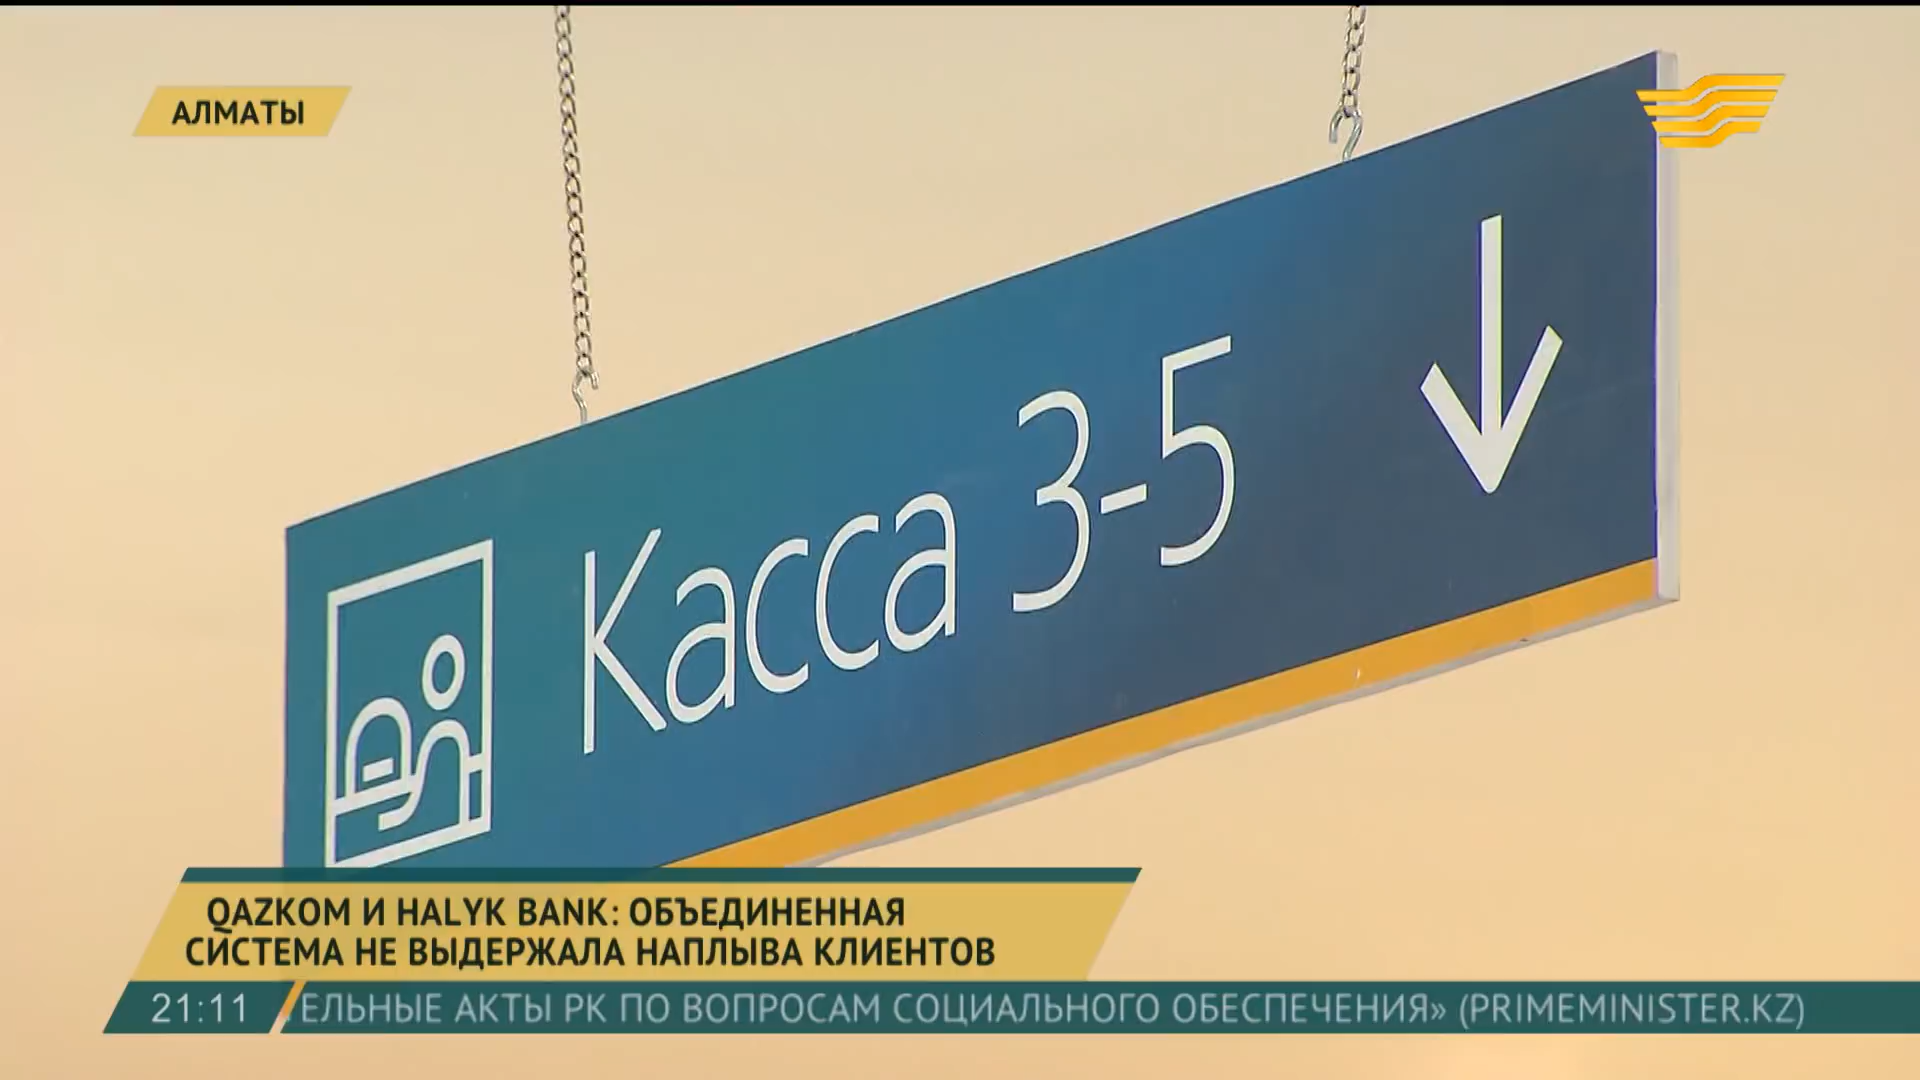 АЛМАТЫ
Касса 3-5
QAZKOM И HALYK BANK: ОБЪЕДИНЕННАЯ
СИСТЕМА НЕ ВЫДЕРЖАЛА НАПЛЫВА КЛИЕНТОВ
21:11 ЕЛЬНЫЕ АКТЫ РК ПО ВОПРОСАМ СОЦИАЛЬНОГО ОБЕСПЕЧЕНИЯ» (PRIMEMINISTER.KZ)